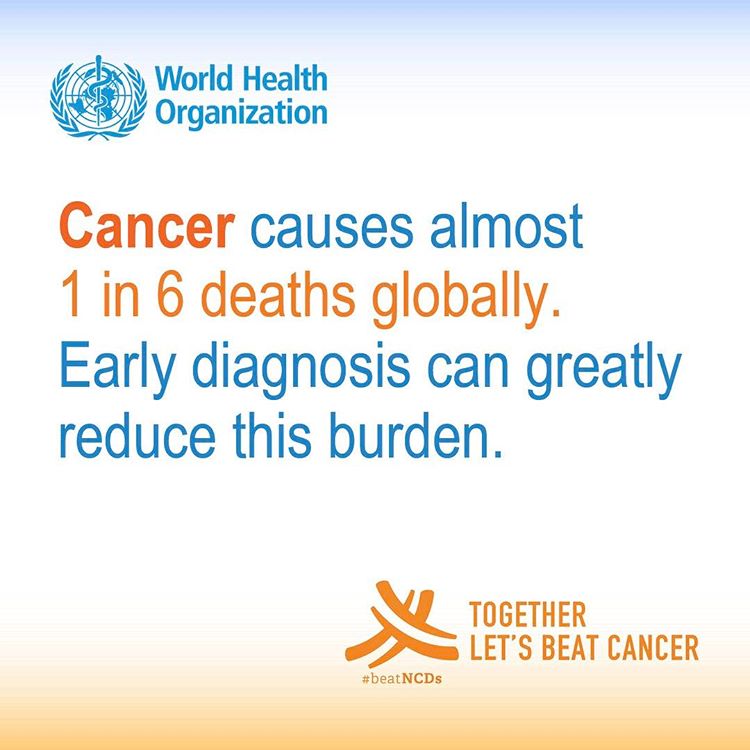 World Health
Organization
Cancer causes almost
1 in 6 deaths globally.
Early diagnosis can greatly
reduce this burden.
TOGETHER
LET'S BEAT CANCER
#beatNCDs